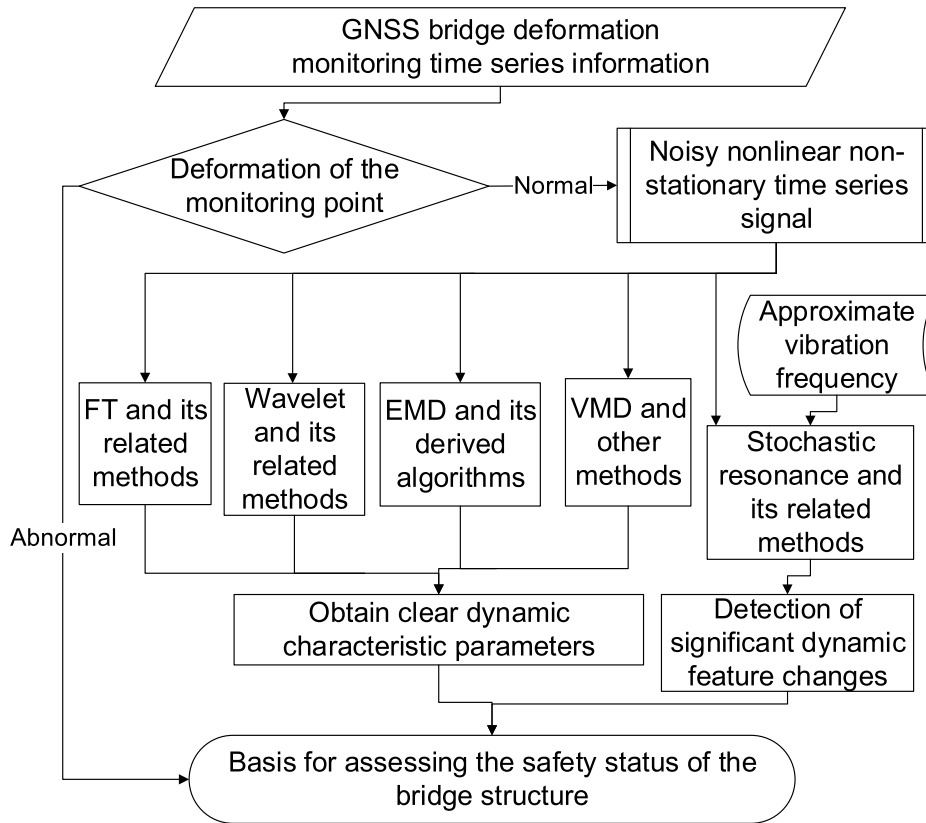 GNSS bridge deformation
monitoring time series information
Deformation of the
monitoring point
Normal
Noisy nonlinear non-
stationary time series
signal
Approximate
vibration
frequency
FT and its
related
methods
Wavelet
and its
related
methods
EMD and its
derived
algorithms
VMD and
other
methods
Stochastic
resonance and
its related
methods
Abnormal
Obtain clear dynamic
characteristic parameters
Detection of
significant dynamic
feature changes
Basis for assessing the safety status of the
bridge structure